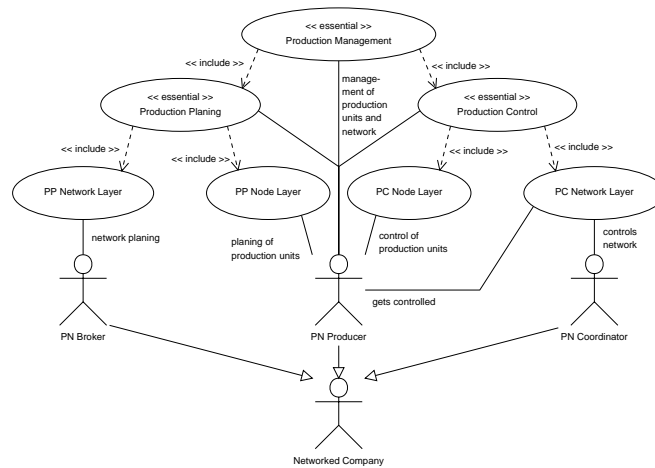 << essential >>
Production Management
<< include >>
<< include >>
manage-
ment of
production
units and
network
<< essential >>
Production Planing
<< essential >>
Production Control
<< include >>
<< include >>
<< include >>
<< include >>
PP Network Layer
PP Node Layer
PC Node Layer
PC Network Layer
network planing
planing of
production units
control of
production units
controls
network
gets controlled
PN Broker
PN Producer
PN Coordinator
Networked Company